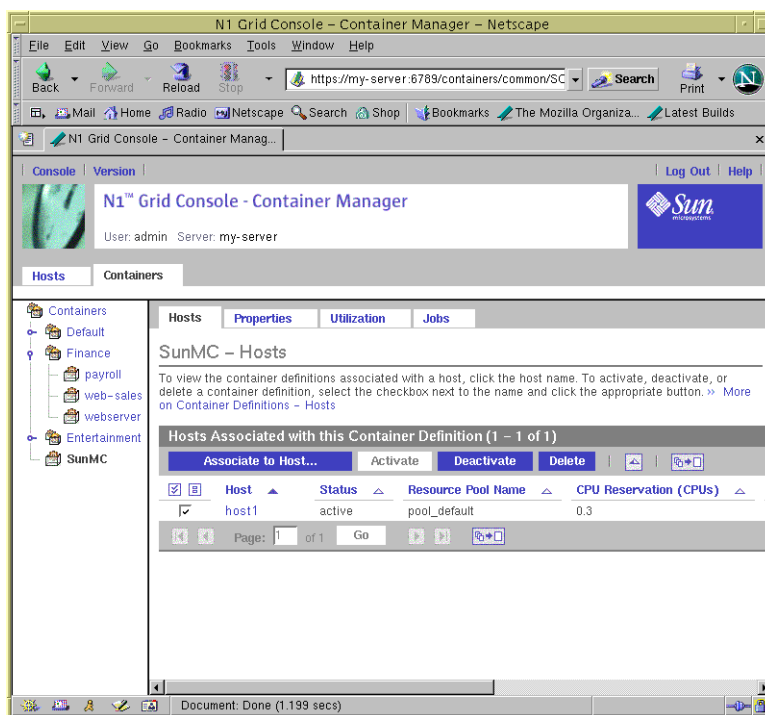 N1 Grid Console – Container Manager – Netscape
File Edit View Go Bookmarks Tools Window Help
Back Forward Reload Stop https://my-server:6789/containers/common/SC Search Print N
Mail Home Radio Netscape Search Shop Bookmarks The Mozilla Organiza... Latest Builds
N1 Grid Console – Container Manag...
Console Version Log Out Help
N1™ Grid Console - Container Manager
Sun
microsystems
User: admin Server: my-server
Hosts Containers
Containers
Default
Finance
payroll
web-sales
webserver
Entertainment
SunMC
Hosts Properties Utilization Jobs
SunMC – Hosts
To view the container definitions associated with a host, click the host name. To activate, deactivate, or
delete a container definition, select the checkbox next to the name and click the appropriate button. » More
on Container Definitions – Hosts
Hosts Associated with this Container Definition (1 – 1 of 1)
Associate to Host... Activate Deactivate Delete
Host Status Resource Pool Name CPU Reservation (CPUs)
host1 active pool_default 0.3
Page: 1 of 1 Go
Document: Done (1.199 secs)